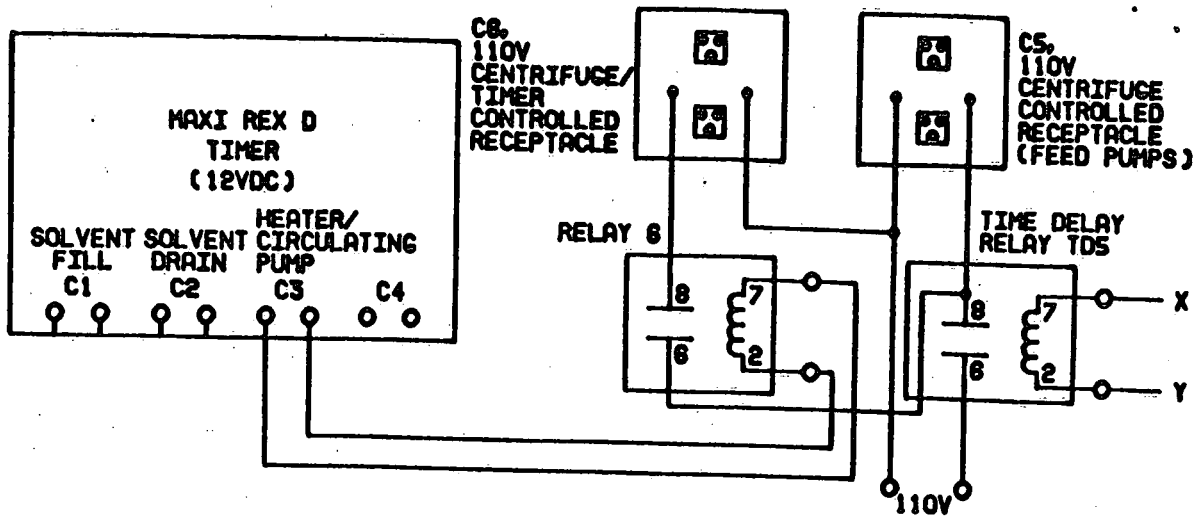 MAXI REX D
TIMER
(12VDC)
SOLVENT
FILL
C1
SOLVENT
DRAIN
C2
HEATER/
CIRCULATING
PUMP
C3
C4
C6,
110V
CENTRIFUGE/
TIMER
CONTROLLED
RECEPTACLE
C5,
110V
CENTRIFUGE
CONTROLLED
RECEPTACLE
(FEED PUMPS)
RELAY 6
8
7
6
2
TIME DELAY
RELAY TD5
8
7
6
2
X
Y
110V